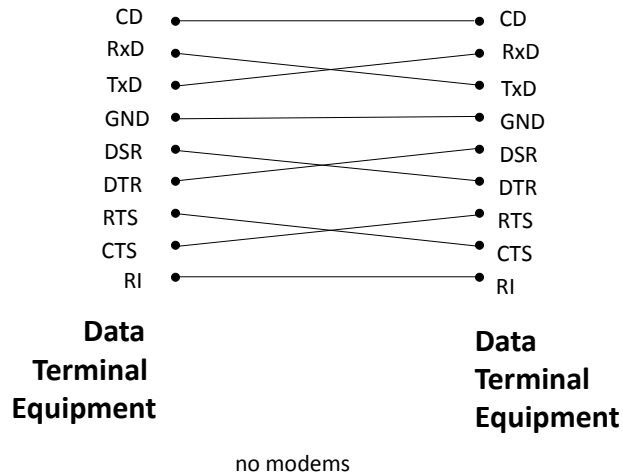 CD
RxD
TxD
GND
DSR
DTR
RTS
CTS
RI
CD
RxD
TxD
GND
DSR
DTR
RTS
CTS
RI
Data
Terminal
Equipment
Data
Terminal
Equipment
no modems